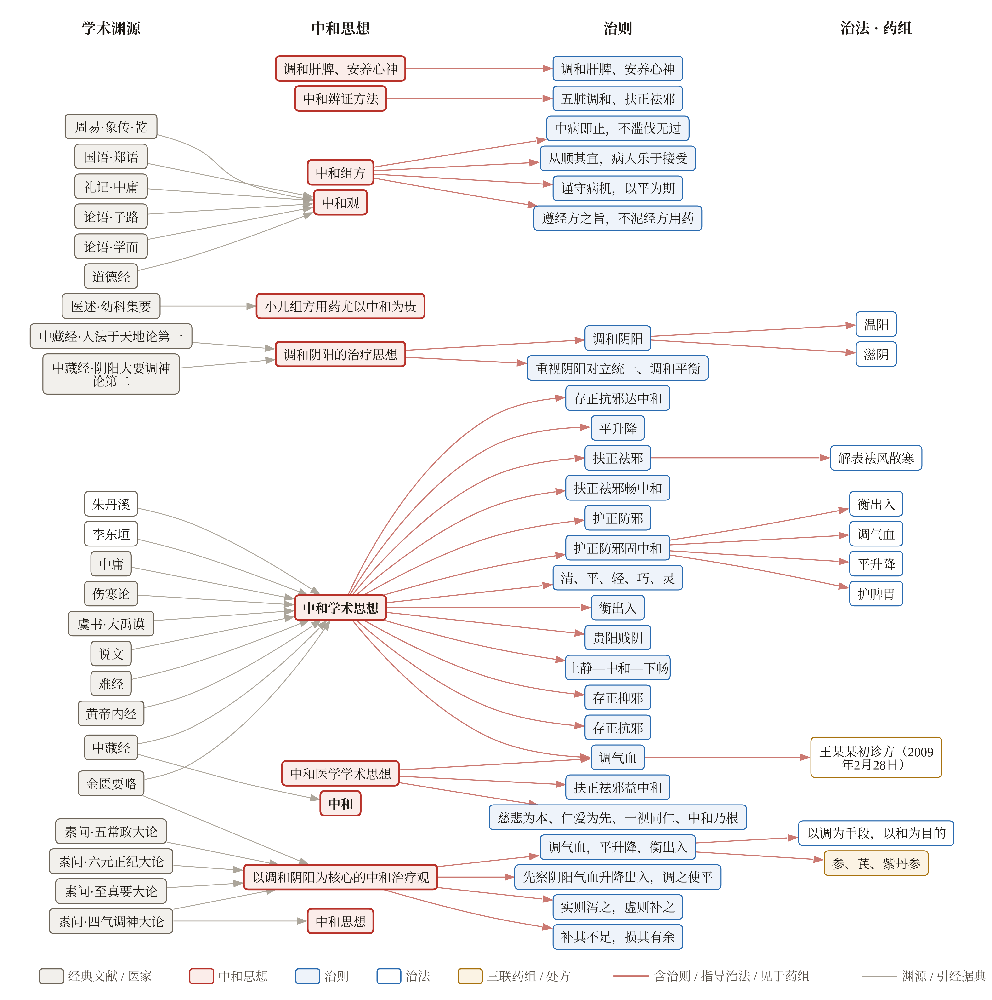 学术渊源
中和思想
治则
治法 · 药组
调和肝脾、安养心神
调和肝脾、安养心神
中和辨证方法
五脏调和、扶正祛邪
周易·象传·乾
国语·郑语
礼记·中庸
论语·子路
论语·学而
道德经
中和组方
中和观
中病即止，不滥伐无过
从顺其宜，病人乐于接受
谨守病机，以平为期
遵经方之旨，不泥经方用药
医述·幼科集要
小儿组方用药尤以中和为贵
中藏经·人法于天地论第一
中藏经·阴阳大要调神
论第二
调和阴阳的治疗思想
调和阴阳
重视阴阳对立统一、调和平衡
温阳
滋阴
存正抗邪达中和
平升降
扶正祛邪
解表祛风散寒
扶正祛邪畅中和
护正防邪
护正防邪固中和
清、平、轻、巧、灵
衡出入
贵阳贱阴
上静—中和—下畅
存正抑邪
存正抗邪
调气血
衡出入
调气血
平升降
护脾胃
朱丹溪
李东垣
中庸
伤寒论
虞书·大禹谟
说文
难经
黄帝内经
中藏经
金匮要略
中和学术思想
中和医学学术思想
中和
扶正祛邪益中和
慈悲为本、仁爱为先、一视同仁、中和乃根
王某某初诊方（2009
年2月28日）
素问·五常政大论
素问·六元正纪大论
素问·至真要大论
素问·四气调神大论
以调和阴阳为核心的中和治疗观
中和思想
调气血，平升降，衡出入
先察阴阳气血升降出入，调之使平
实则泻之，虚则补之
补其不足，损其有余
以调为手段，以和为目的
参、芪、紫丹参
经典文献 / 医家
中和思想
治则
治法
三联药组 / 处方
含治则 / 指导治法 / 见于药组
渊源 / 引经据典